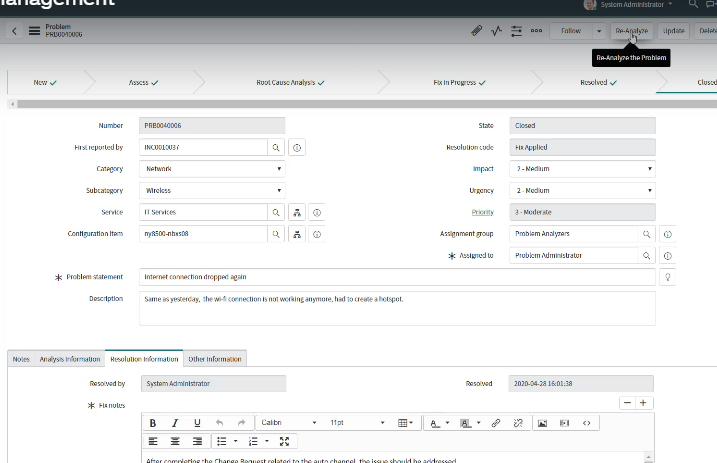 System Administrator
Problem
PRB0040006
Follow
Re-Analyze
Update
Re-Analyze the Problem
New
Assess
Root Cause Analysis
Fix in Progress
Resolved
Closed
Number PRB0040006
State Closed
First reported by INC0010037
Resolution code Fix Applied
Category Network
Impact 2 - Medium
Subcategory Wireless
Urgency 2 - Medium
Service IT Services
Priority 3 - Moderate
Configuration item ny8500-nbxs08
Assignment group Problem Analyzers
Assigned to Problem Administrator
Problem statement Internet connection dropped again
Description Same as yesterday, the wi-fi connection is not working anymore, had to create a hotspot.
Notes Analysis Information Resolution Information Other Information
Resolved by System Administrator
Resolved 2020-04-28 16:01:38
Fix notes
B I U Calibri 11pt A A
After completing the Change Request related to the auto channel, the issue should be addressed.